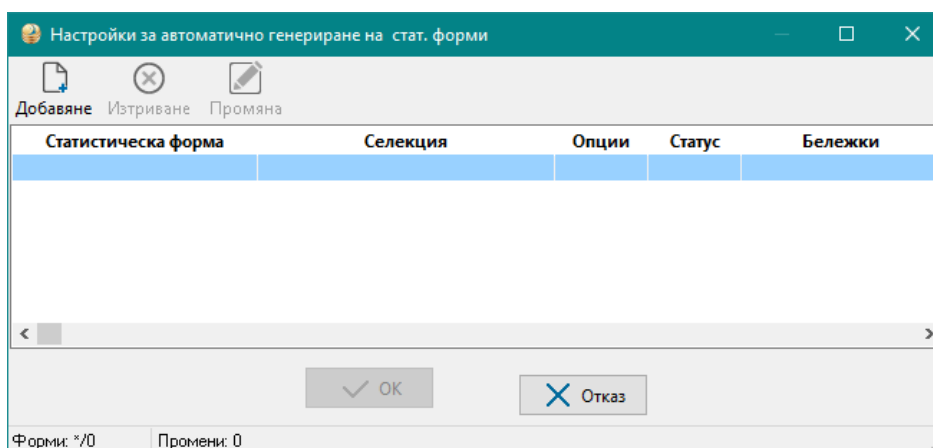 Настройки за автоматично генериране на стат. форми
Добавяне Изтриване Промяна
Статистическа форма Селекция Опции Статус Бележки
OK Отказ
Форми: */0 Промени: 0